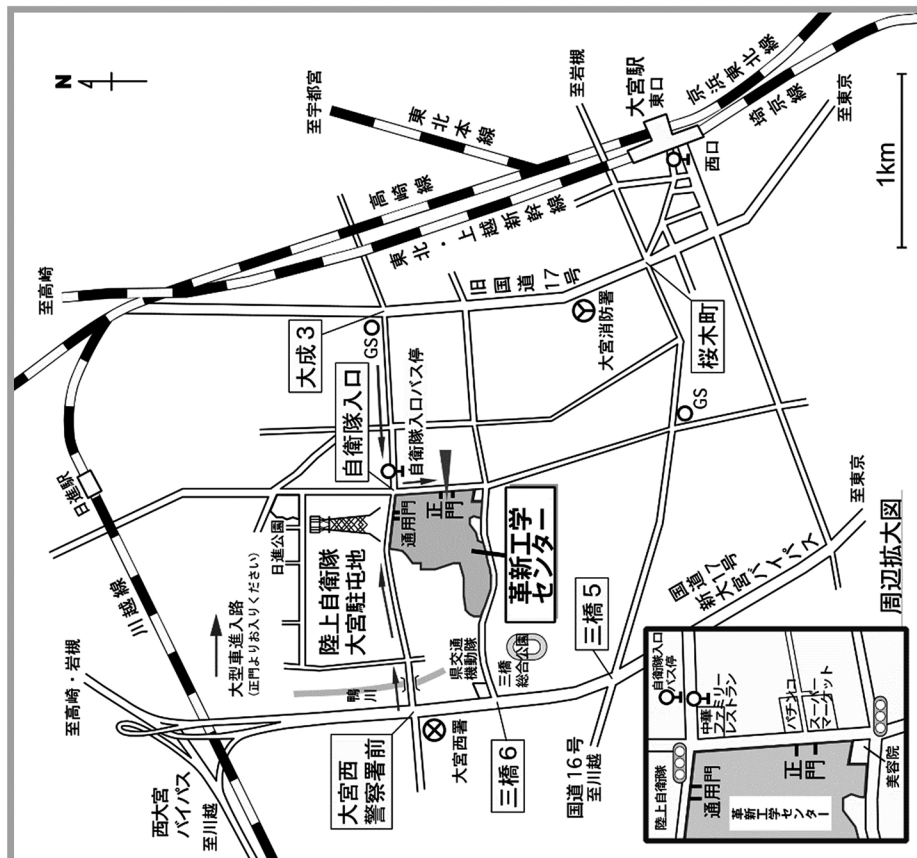 N
至宇都宮
東北本線
至岩槻
大宮駅
東口
京浜東北線
埼京線
至東京
西口
1km
高崎線
東北・上越新幹線
至高崎
旧国道17号
大成3
GS
大宮消防署
桜木町
自衛隊入口
自衛隊入口バス停
GS
日進駅
川越線
日進公園
大型車進入路
(正門よりお入りください)
陸上自衛隊
大宮駐屯地
通用門
正門
革新工学
センター
至高崎・岩槻
鴨川
県交通
機動隊
三橋
総合公園
三橋5
国道17号
新大宮バイパス
至東京
西大宮
バイパス
至川越
大宮西
警察署前
大宮西署
三橋6
国道16号
至川越
周辺拡大図
自衛隊入口
バス停
中華
ファミリー
レストラン
パチンコ
スーパー
マーケット
陸上自衛隊
通用門
正門
革新工学
センター
美容院